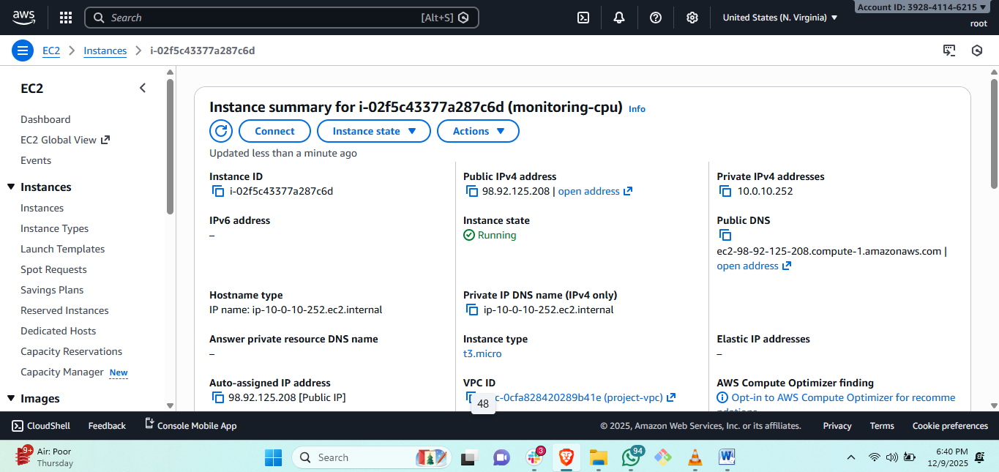 aws
Search
[Alt+S]
United States (N. Virginia)
Account ID: 3928-4114-6215
root
EC2
Instances
i-02f5c43377a287c6d
EC2
Dashboard
EC2 Global View
Events
Instances
Instances
Instance Types
Launch Templates
Spot Requests
Savings Plans
Reserved Instances
Dedicated Hosts
Capacity Reservations
Capacity Manager New
Images
Instance summary for i-02f5c43377a287c6d (monitoring-cpu) Info
Connect
Instance state
Actions
Updated less than a minute ago
Instance ID
i-02f5c43377a287c6d
Public IPv4 address
98.92.125.208 | open address
Private IPv4 addresses
10.0.10.252
IPv6 address
–
Instance state
Running
Public DNS
ec2-98-92-125-208.compute-1.amazonaws.com |
open address
Hostname type
IP name: ip-10-0-10-252.ec2.internal
Private IP DNS name (IPv4 only)
ip-10-0-10-252.ec2.internal
Answer private resource DNS name
–
Instance type
t3.micro
Elastic IP addresses
–
Auto-assigned IP address
98.92.125.208 [Public IP]
VPC ID
c-0cfa828420289b41e (project-vpc)
48
AWS Compute Optimizer finding
Opt-in to AWS Compute Optimizer for recomme
ndations.
CloudShell
Feedback
Console Mobile App
© 2025, Amazon Web Services, Inc. or its affiliates.
Privacy
Terms
Cookie preferences
9+
Air: Poor
Thursday
Search
3
94
6:40 PM
12/9/2025